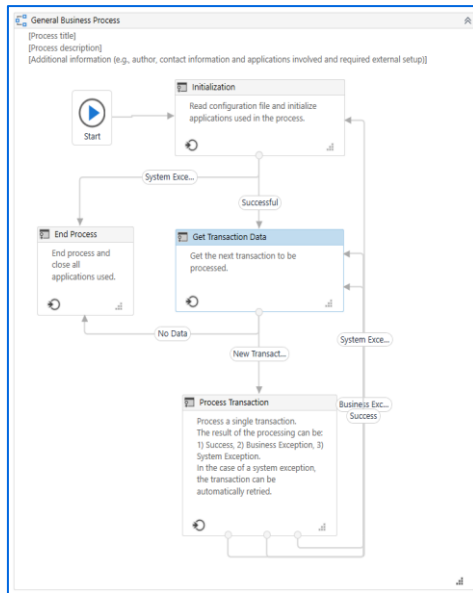 General Business Process
[Process title]
[Process description]
[Additional information (e.g., author, contact information and applications involved and required external setup)]
Initialization
Read configuration file and initialize
applications used in the process.
Start
System Exce...
Successful
End Process
End process and
close all
applications used.
Get Transaction Data
Get the next transaction to be
processed.
No Data
System Exce...
New Transact...
Process Transaction
Business Exc...
Success
Process a single transaction.
The result of the processing can be:
1) Success, 2) Business Exception, 3)
System Exception.
In the case of a system exception,
the transaction can be
automatically retried.